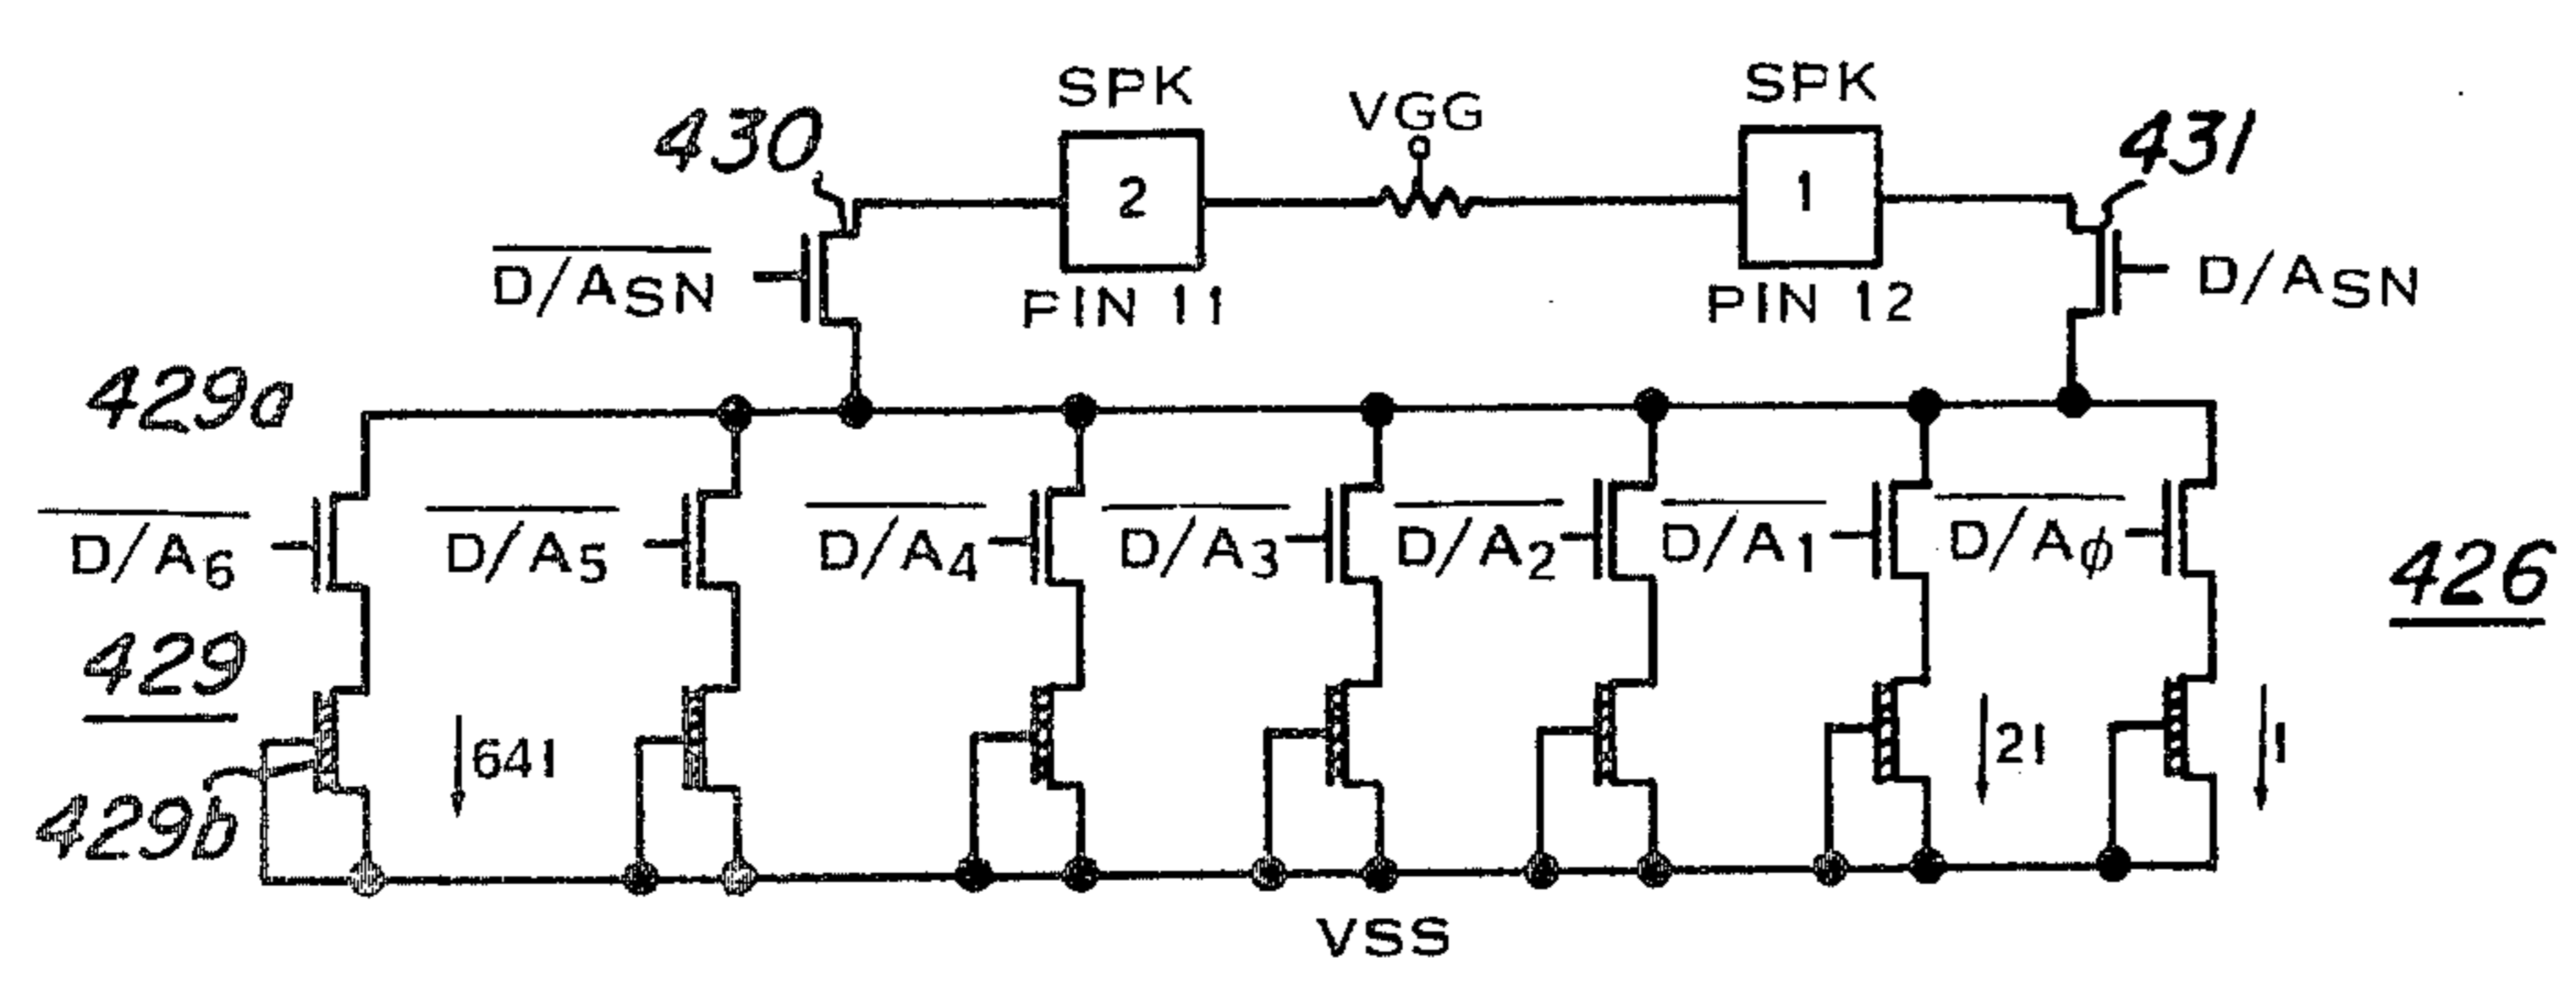 SPK
VGG
SPK
430
431
2
1
D/ASN
D/ASN
PIN 11
PIN 12
429a
D/A6
D/A5
D/A4
D/A3
D/A2
D/A1
D/Aϕ
426
429
64I
2I
I
429b
VSS